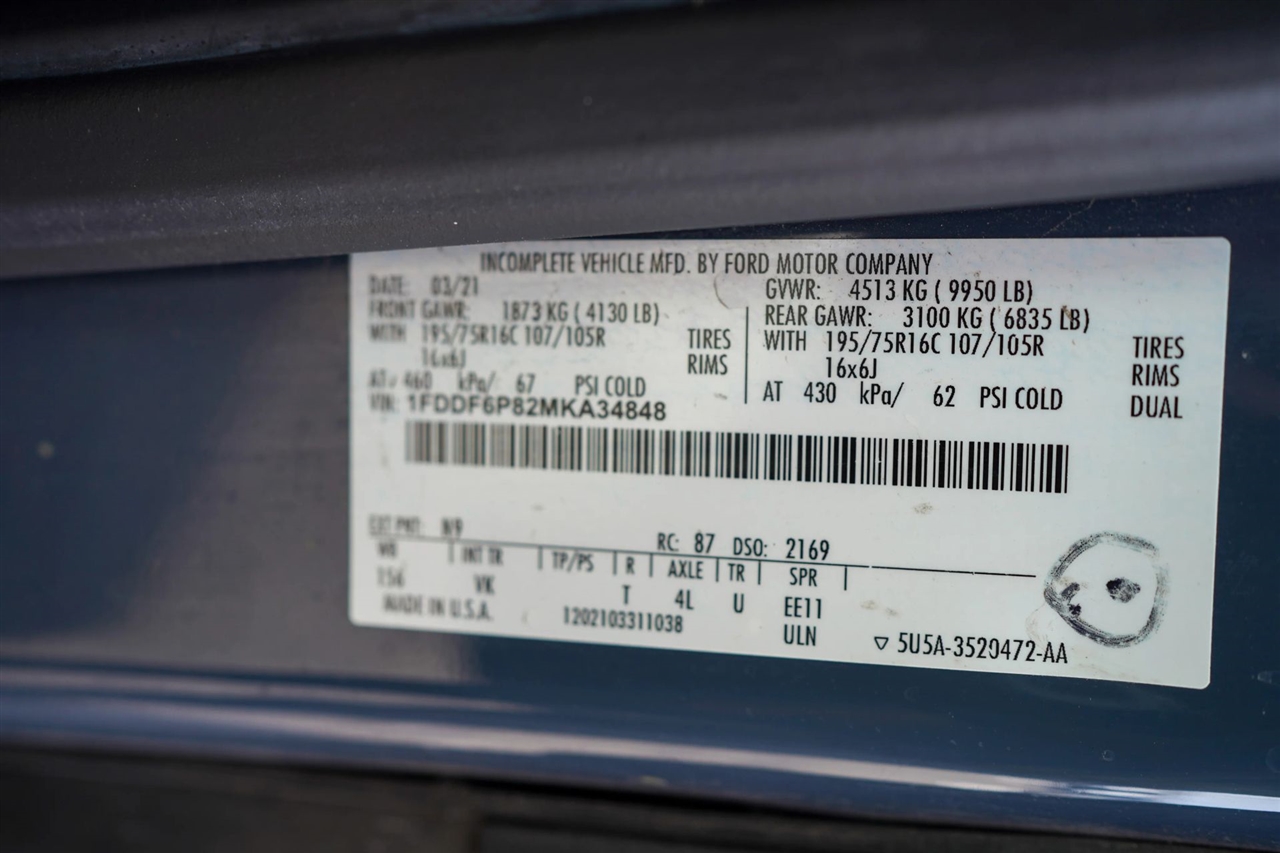 INCOMPLETE VEHICLE MFD. BY FORD MOTOR COMPANY
DATE: 03/21 GVWR: 4513 KG ( 9950 LB)
FRONT GAWR: 1873 KG ( 4130 LB) REAR GAWR: 3100 KG ( 6835 LB)
WITH 195/75R16C 107/105R TIRES WITH 195/75R16C 107/105R TIRES
16x6J RIMS 16x6J RIMS
AT 460 kPa/ 67 PSI COLD AT 430 kPa/ 62 PSI COLD DUAL
VIN: 1FDDF6P82MKA34848
EXT PNT: N9 RC: 87 DSO: 2169
WB INT TR TP/PS R AXLE TR SPR
156 VK T 4L U EE11
MADE IN U.S.A. 1202103311038 ULN ▽ 5U5A-3520472-AA